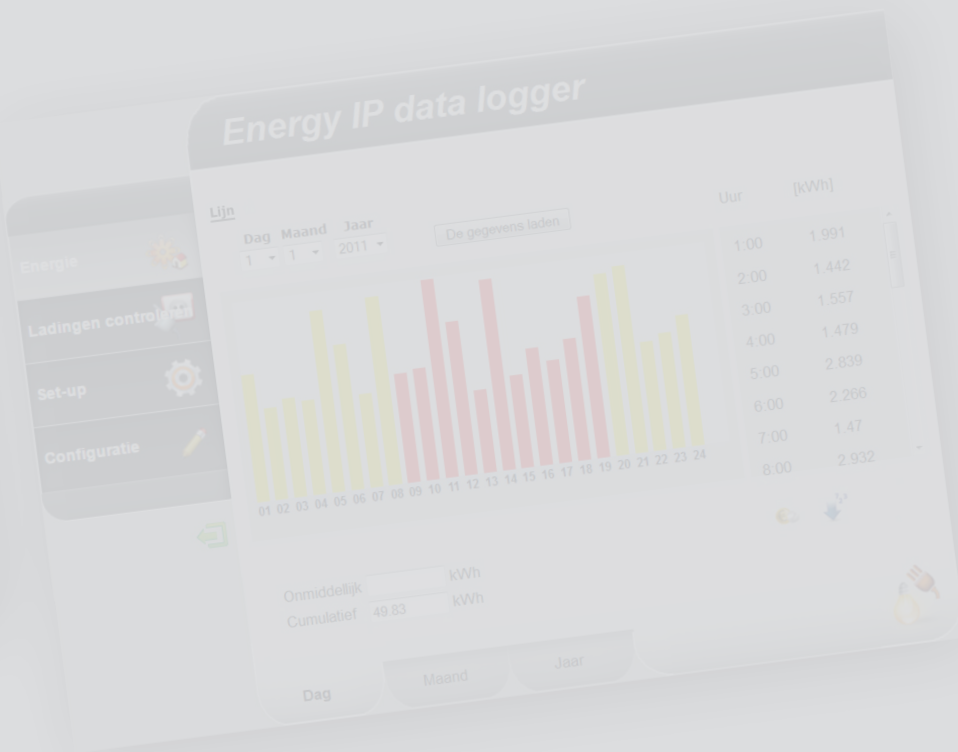 Energy IP data logger
Energie
Ladingen controleren
Set-up
Configuratie
Lijn
Dag Maand Jaar
1 1 2011
De gegevens laden
Uur [kWh]
1:00 1.991
2:00 1.442
3:00 1.557
4:00 1.479
5:00 2.839
6:00 2.266
7:00 1.47
8:00 2.932
01 02 03 04 05 06 07 08 09 10 11 12 13 14 15 16 17 18 19 20 21 22 23 24
Onmiddellijk kWh
Cumulatief 49.83 kWh
Dag Maand Jaar